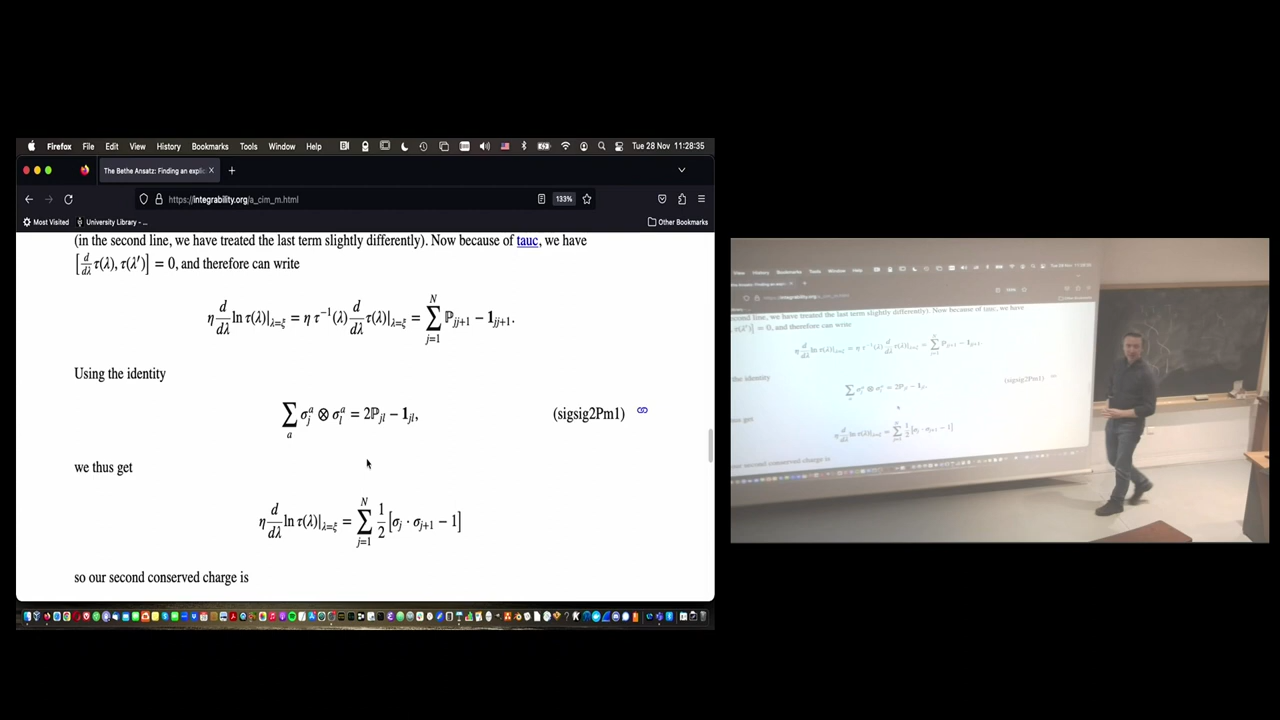 Firefox File Edit View History Bookmarks Tools Window Help Tue 28 Nov 11:28:35
The Bethe Ansatz: Finding an explic
https://integrability.org/a_cim_m.html 133%
Most Visited University Library - ... Other Bookmarks
(in the second line, we have treated the last term slightly differently). Now because of tauc, we have
[d/dλ τ(λ), τ(λ′)] = 0, and therefore can write
η d/dλ ln τ(λ)|λ=ξ = η τ⁻¹(λ) d/dλ τ(λ)|λ=ξ = ∑_{j=1}^{N} ℙ_{jj+1} − 1_{jj+1}.
Using the identity
∑_a σ_j^a ⊗ σ_l^a = 2ℙ_{jl} − 1_{jl}, (sigsig2Pm1)
we thus get
η d/dλ ln τ(λ)|λ=ξ = ∑_{j=1}^{N} 1/2 [σ_j · σ_{j+1} − 1]
so our second conserved charge is